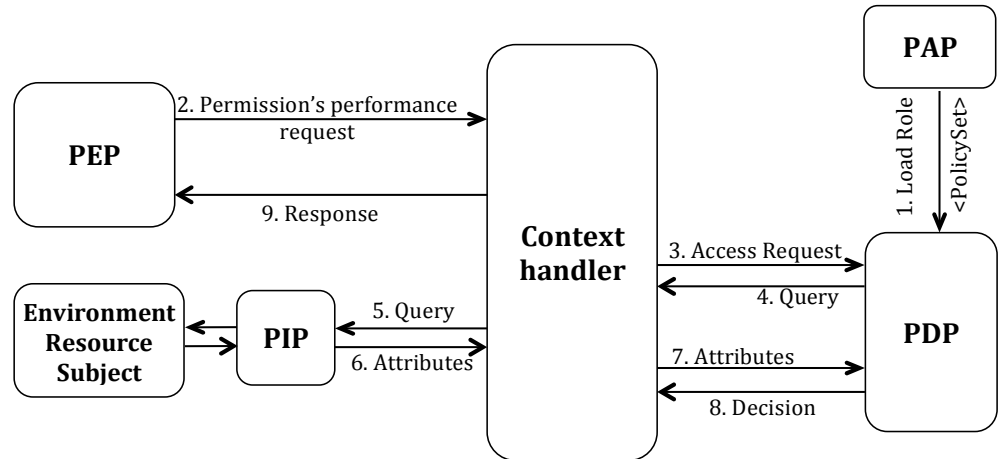 PAP
2. Permission's performance
request
PEP
1. Load Role
<PolicySet>
9. Response
Context
handler
3. Access Request
4. Query
PDP
Environment
Resource
Subject
PIP
5. Query
6. Attributes
7. Attributes
8. Decision